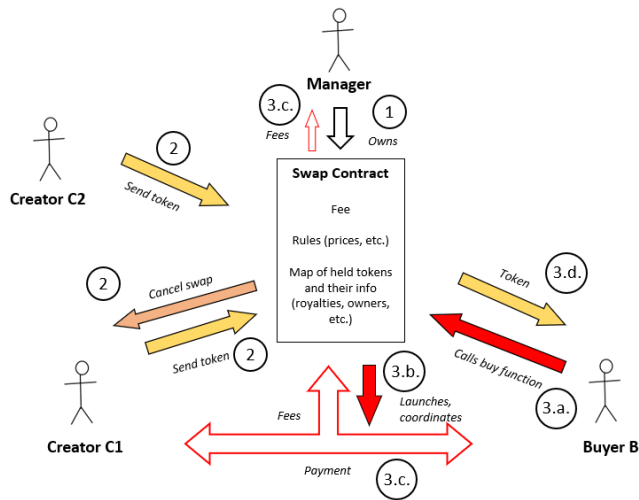 Manager
3.c.
1
Fees
Owns
2
Creator C2
Send token
Swap Contract
Fee
Rules (prices, etc.)
Map of held tokens
and their info
(royalties, owners,
etc.)
2
Cancel swap
Send token
2
Token
3.d.
Calls buy function
3.a.
3.b.
Launches,
coordinates
Fees
Creator C1
Buyer B
Payment
3.c.